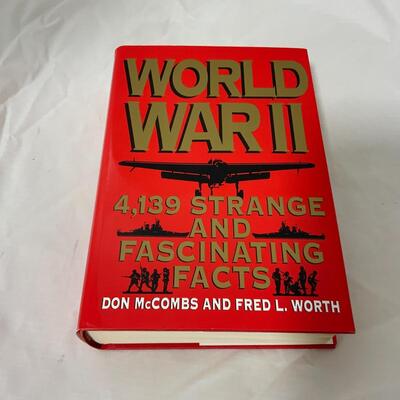 WORLD
WAR II
4,139 STRANGE
AND
FASCINATING
FACTS
DON McCOMBS AND FRED L. WORTH